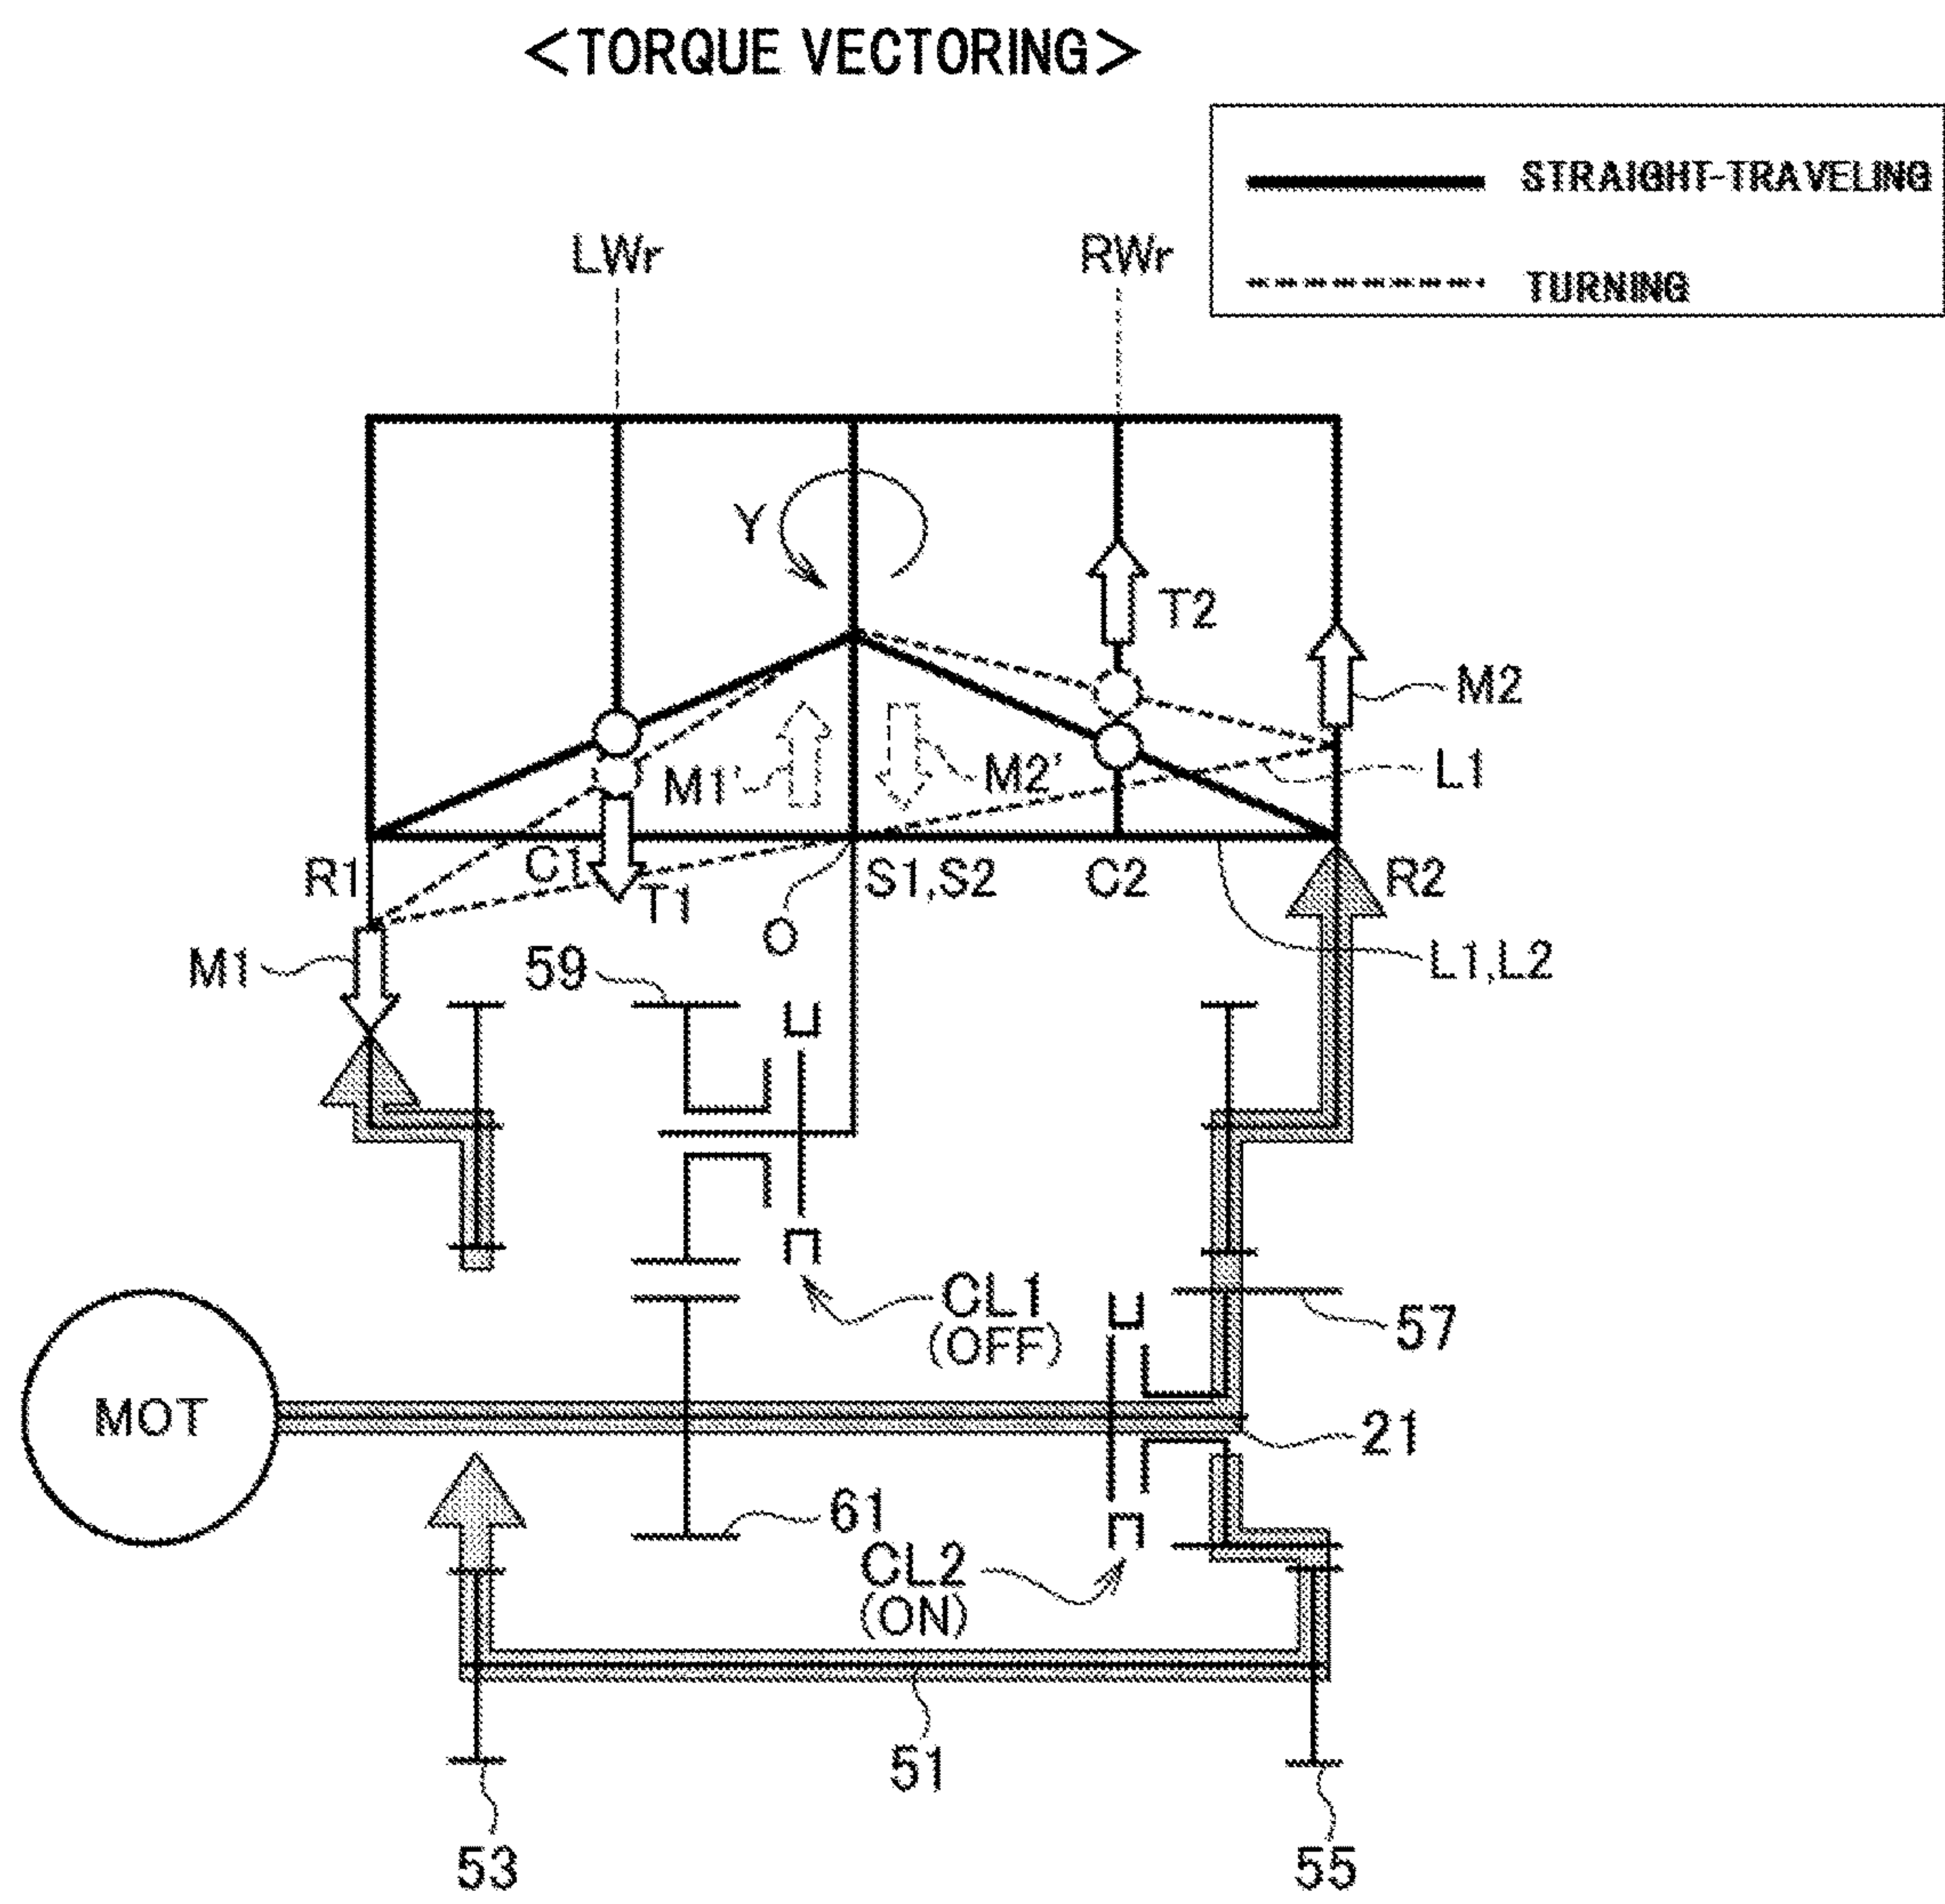 <TORQUE VECTORING>
STRAIGHT-TRAVELING
TURNING
LWr
RWr
Y
T2
M2
M1'
M2'
L1
R1
C1
T1
O
S1,S2
C2
R2
M1
59
L1,L2
CL1
(OFF)
57
MOT
21
61
CL2
(ON)
51
53
55